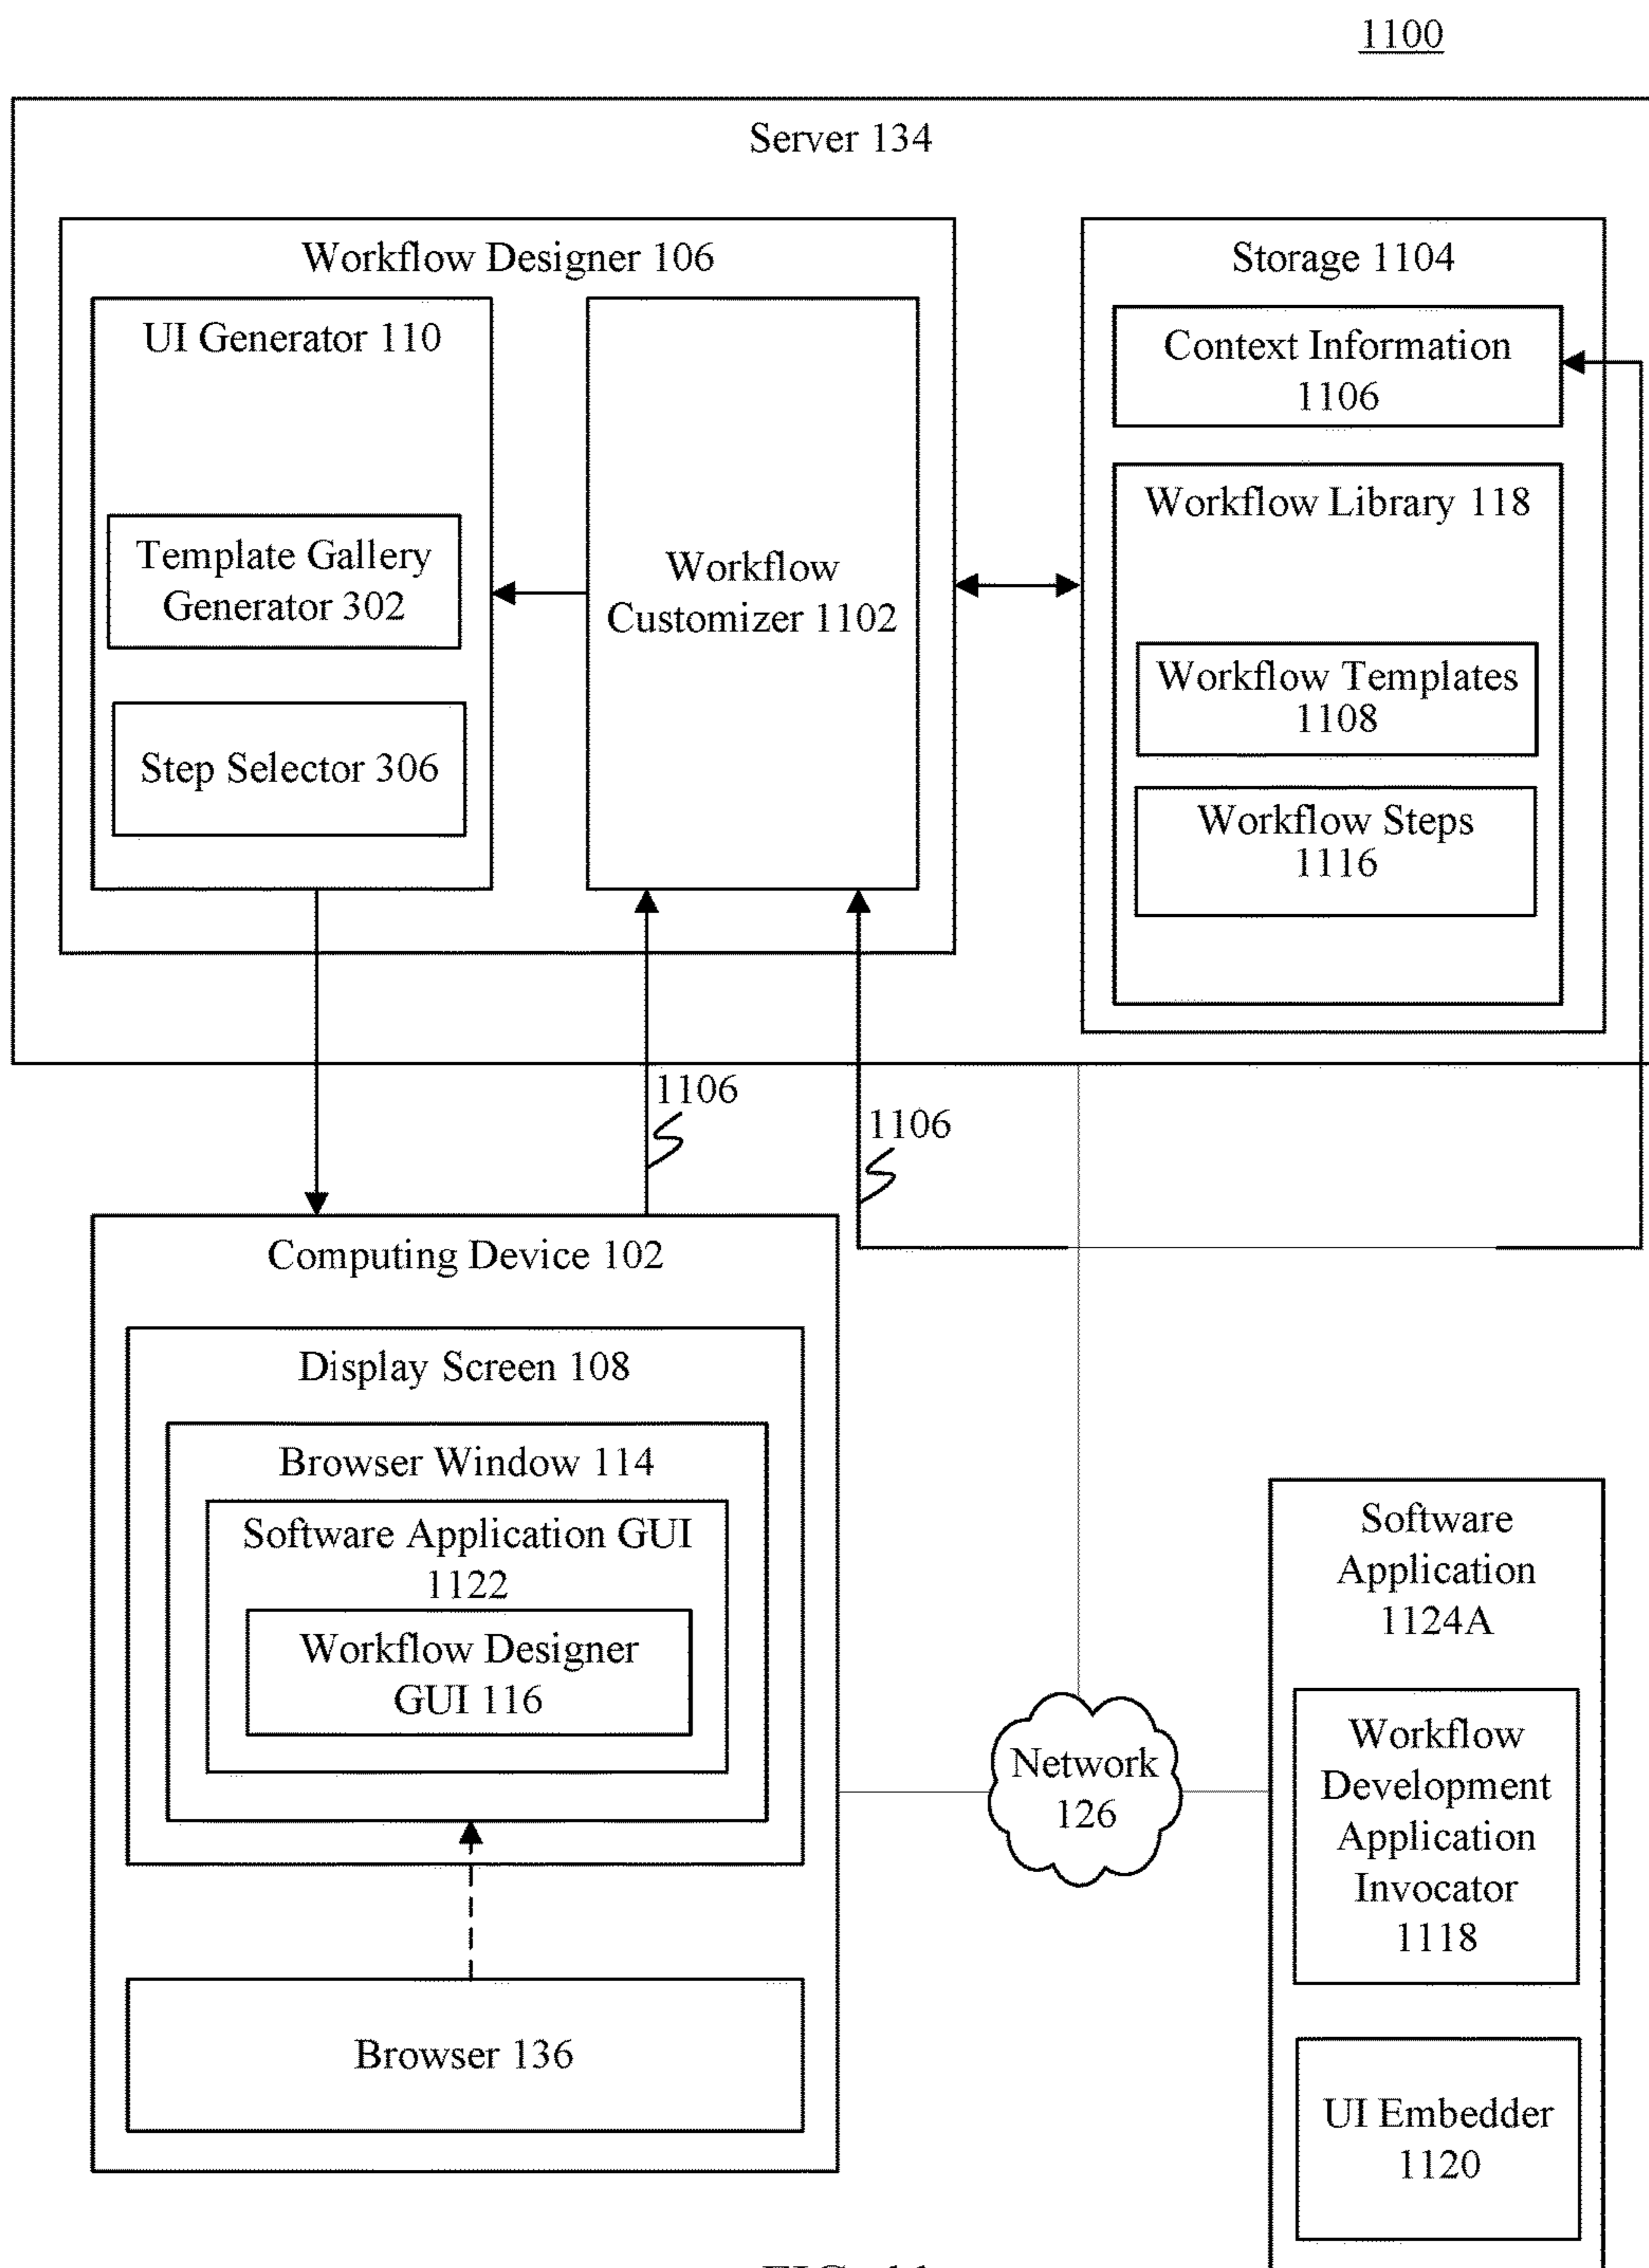 1100
Server 134
Workflow Designer 106
UI Generator 110
Template Gallery
Generator 302
Step Selector 306
Workflow
Customizer 1102
Storage 1104
Context Information
1106
Workflow Library 118
Workflow Templates
1108
Workflow Steps
1116
1106
1106
Computing Device 102
Display Screen 108
Browser Window 114
Software Application GUI
1122
Workflow Designer
GUI 116
Browser 136
Network
126
Software
Application
1124A
Workflow
Development
Application
Invocator
1118
UI Embedder
1120